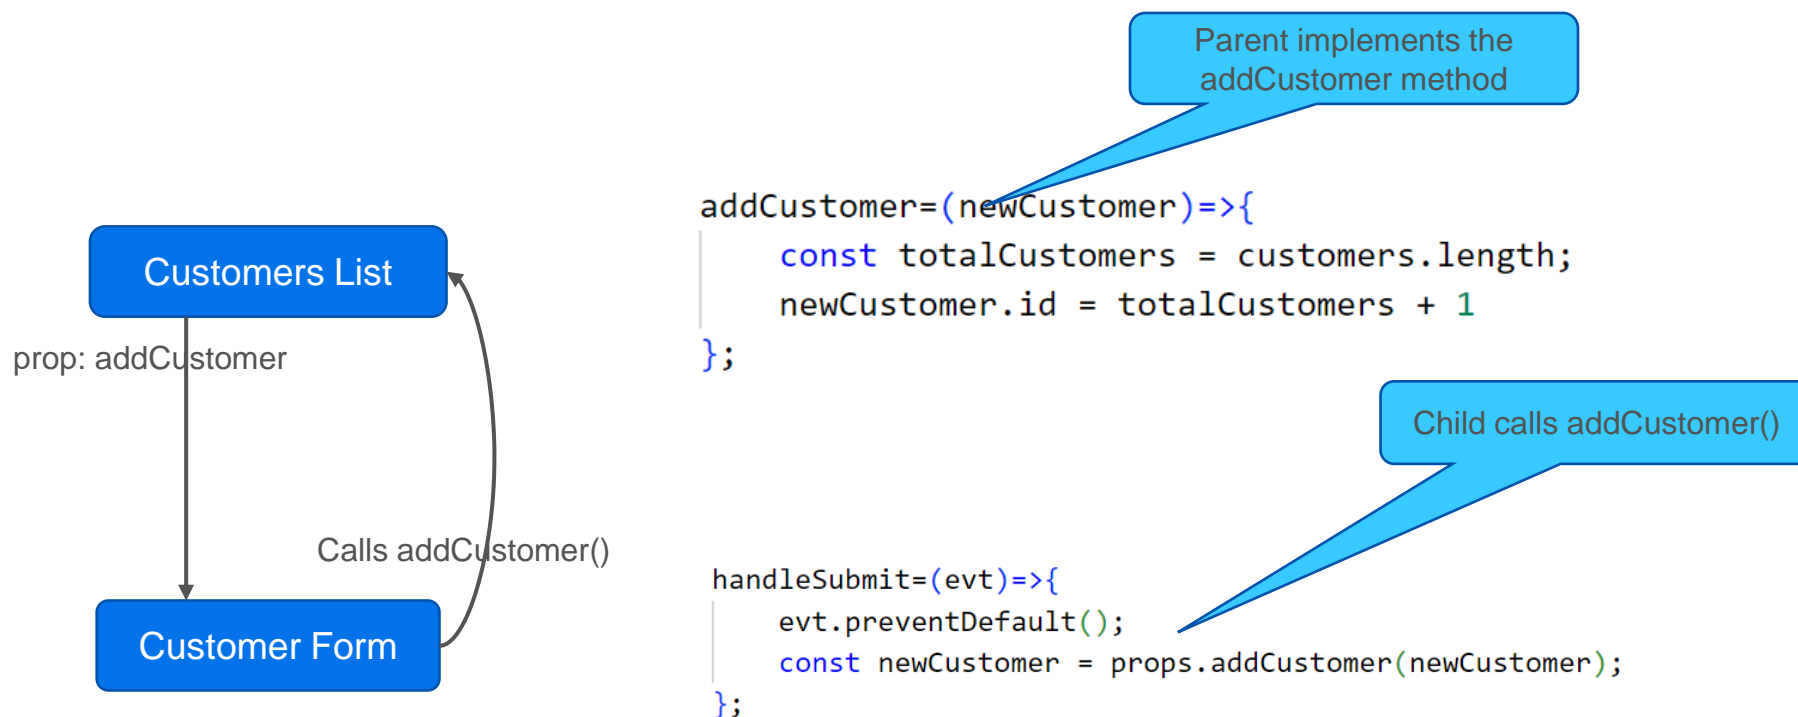 Parent implements the
addCustomer method
addCustomer=(newCustomer)=>{
const totalCustomers = customers.length;
newCustomer.id = totalCustomers + 1
};
Customers List
prop: addCustomer
Calls addCustomer()
Customer Form
Child calls addCustomer()
handleSubmit=(evt)=>{
evt.preventDefault();
const newCustomer = props.addCustomer(newCustomer);
};